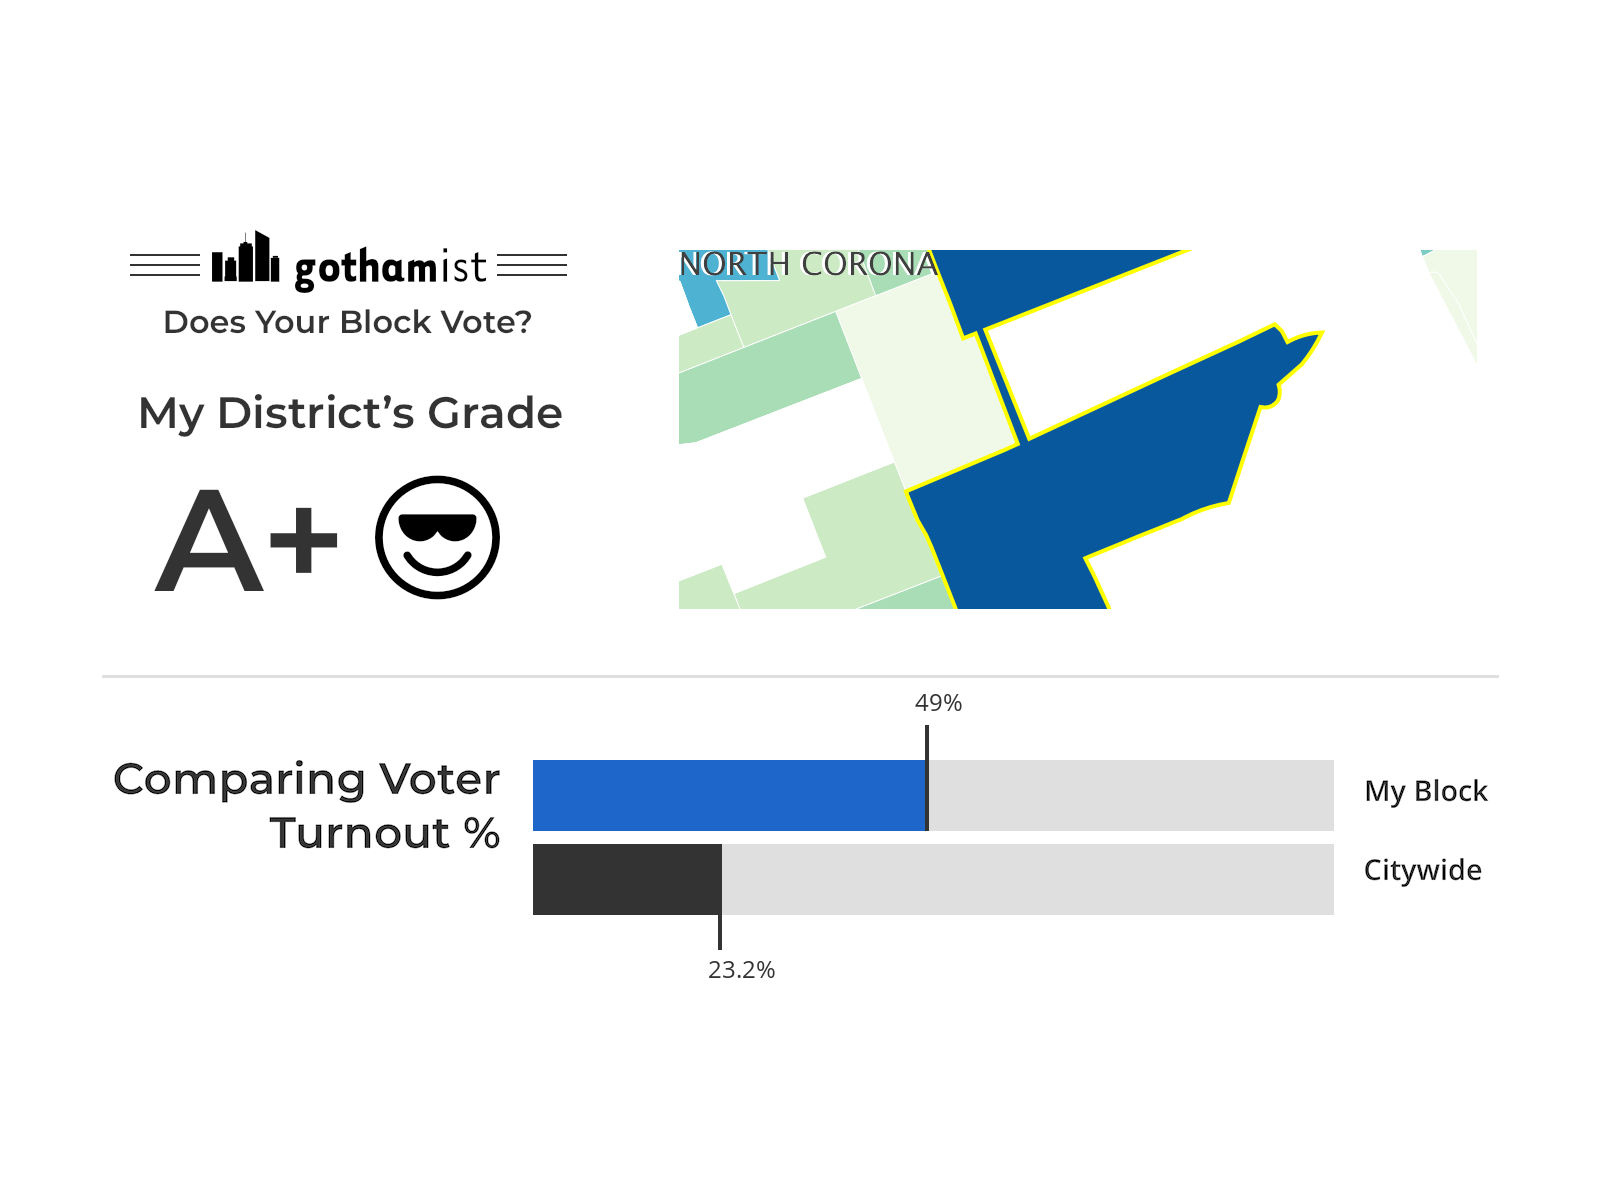 gothamist
Does Your Block Vote?
My District’s Grade
A+
NORTH CORONA
49%
Comparing Voter
Turnout %
My Block
Citywide
23.2%